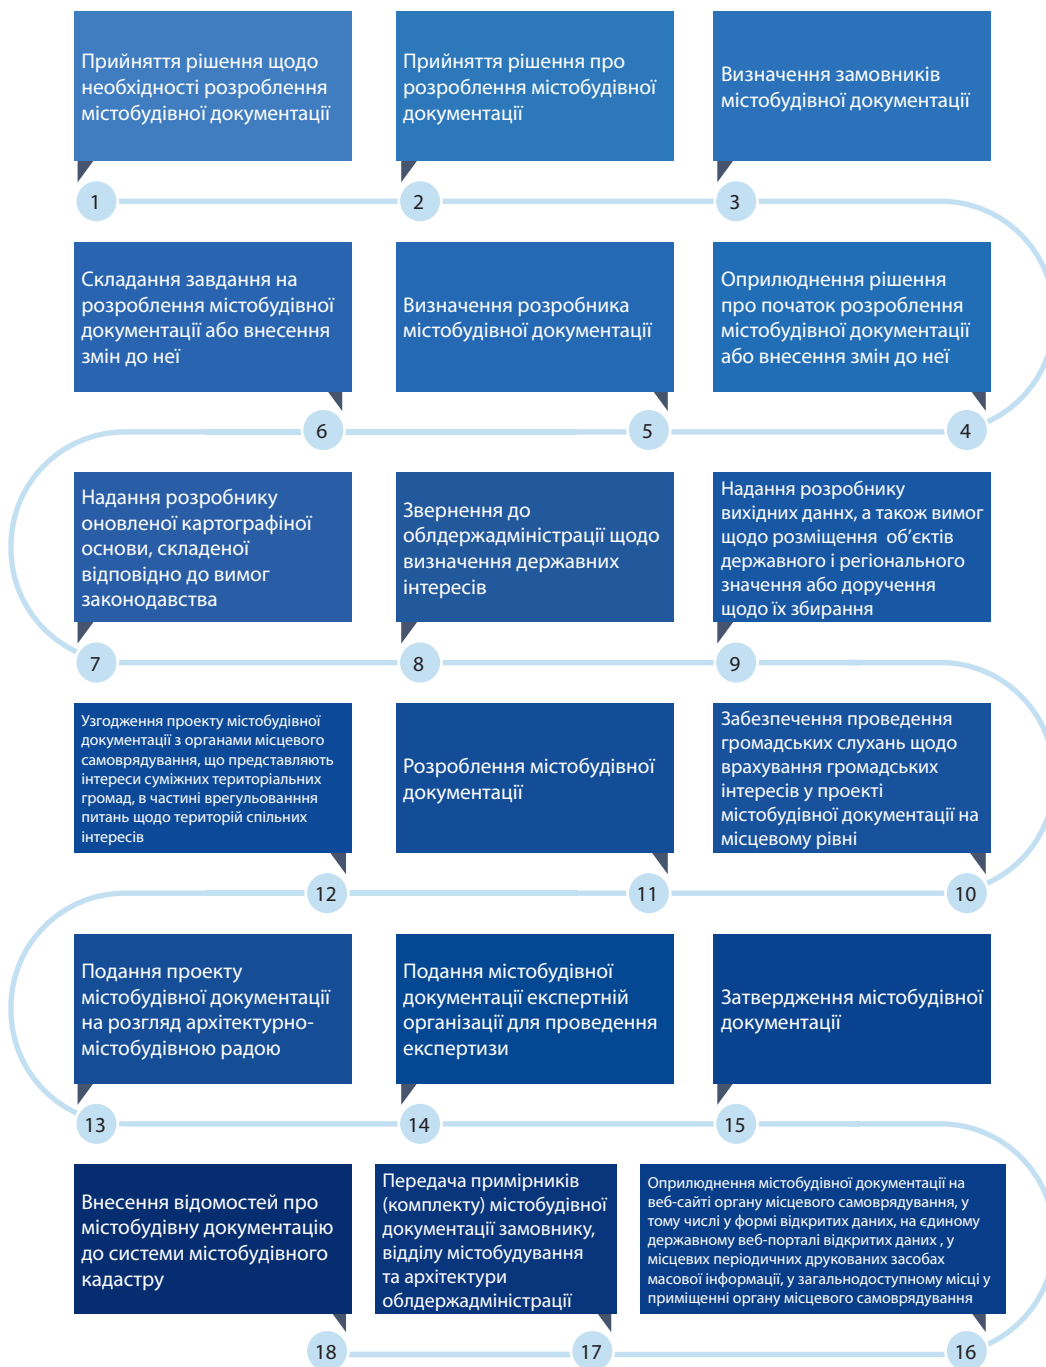 Прийняття рішення щодо
необхідності розроблення
містобудівної документації
1
Прийняття рішення про
розроблення містобудівної
документації
2
Визначення замовників
містобудівної документації
3
Оприлюднення рішення
про початок розроблення
містобудівної документації
або внесення змін до неї
4
Визначення розробника
містобудівної документації
5
Складання завдання на
розроблення містобудівної
документації або внесення
змін до неї
6
Надання розробнику
оновленої картографіної
основи, складеної
відповідно до вимог
законодавства
7
Звернення до
облдержадміністрації щодо
визначення державних
інтересів
8
Надання розробнику
вихідних даннх, а також вимог
щодо розміщення об’єктів
державного і регіонального
значення або доручення
щодо їх збирання
9
Забезпечення проведення
громадських слухань щодо
врахування громадських
інтересів у проекті
містобудівної документації на
місцевому рівні
10
Розроблення містобудівної
документації
11
Узгодження проекту містобудівної
документації з органами місцевого
самоврядування, що представляють
інтереси суміжних територіальних
громад, в частині врегульованння
питань щодо територій спільних
інтересів
12
Подання проекту
містобудівної документації
на розгляд архітектурно-
містобудівною радою
13
Подання містобудівної
документації експертній
організації для проведення
експертизи
14
Затвердження містобудівної
документації
15
Оприлюднення містобудівної документації на
веб-сайті органу місцевого самоврядування, у
тому числі у формі відкритих даних, на єдиному
державному веб-порталі відкритих даних , у
місцевих періодичних друкованих засобах
масової інформації, у загальнодоступному місці у
приміщенні органу місцевого самоврядування
16
Передача примірників
(комплекту) містобудівної
документації замовнику,
відділу містобудування
та архітектури
облдержадміністрації
17
Внесення відомостей про
містобудівну документацію
до системи містобудівного
кадастру
18